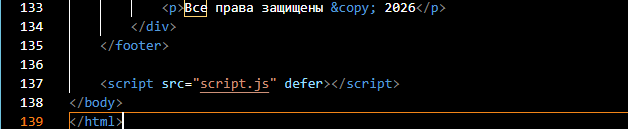 133 <p>Все права защищены &copy; 2026</p>
134 </div>
135 </footer>
136
137 <script src="script.js" defer></script>
138 </body>
139 </html>